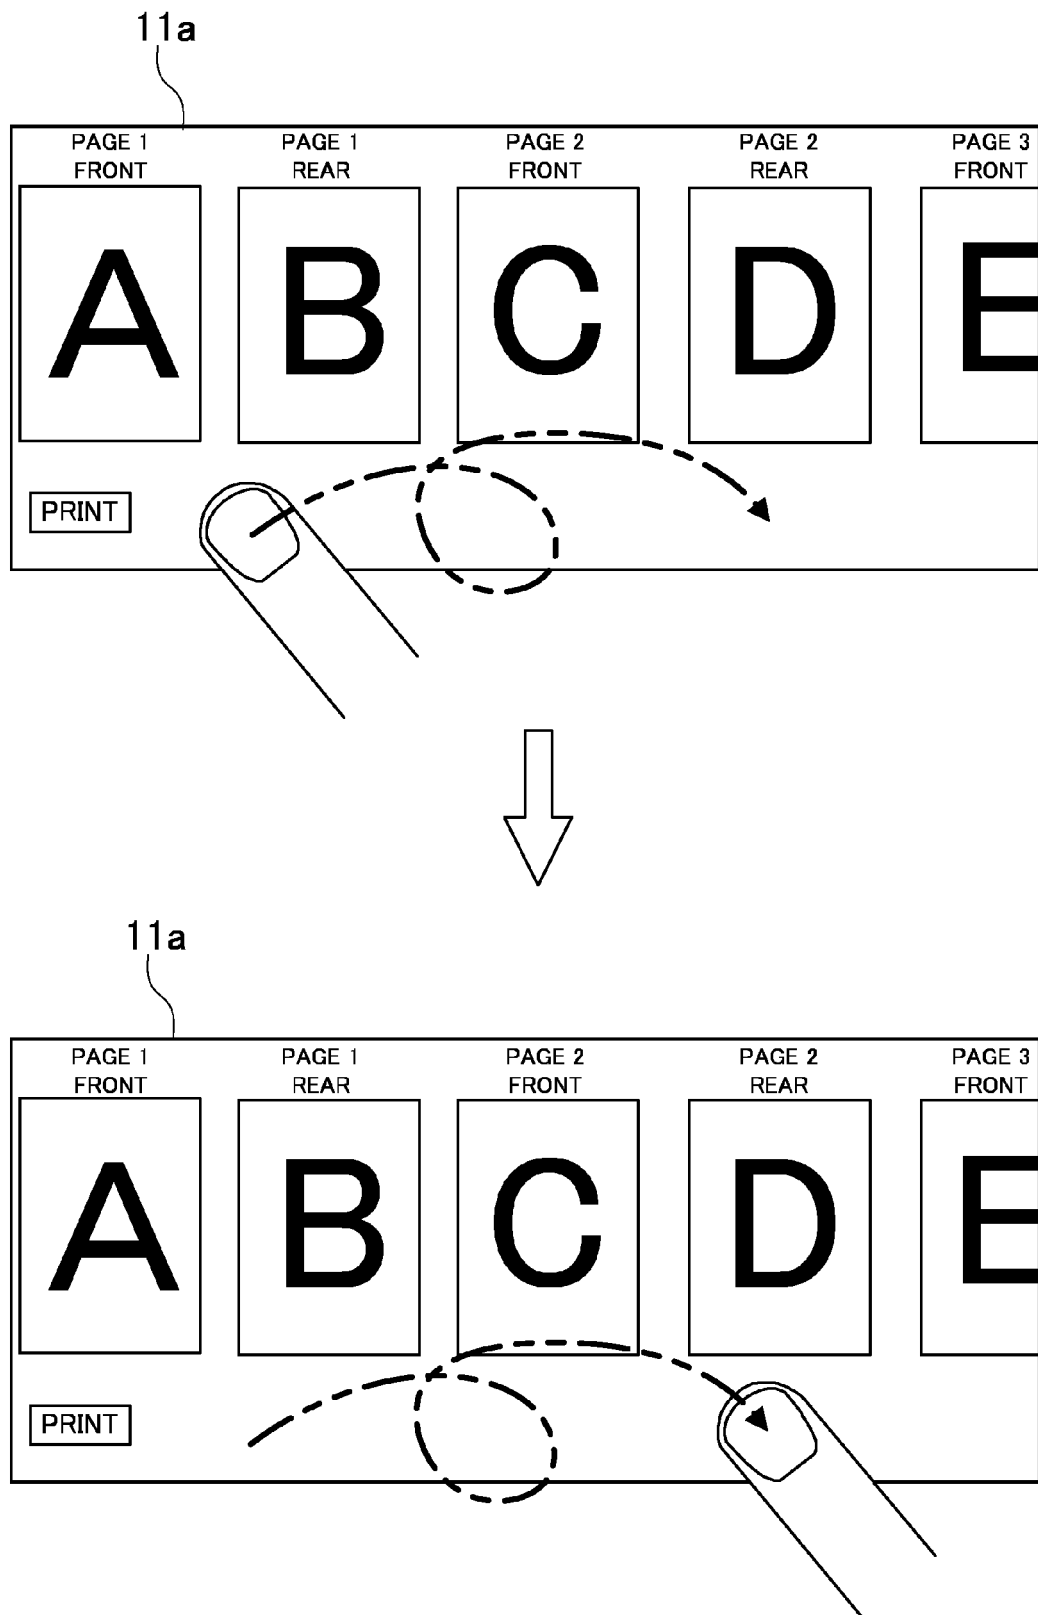 11a
PAGE 1 PAGE 1 PAGE 2 PAGE 2 PAGE 3
FRONT REAR FRONT REAR FRONT
A B C D E
PRINT
11a
PAGE 1 PAGE 1 PAGE 2 PAGE 2 PAGE 3
FRONT REAR FRONT REAR FRONT
A B C D E
PRINT